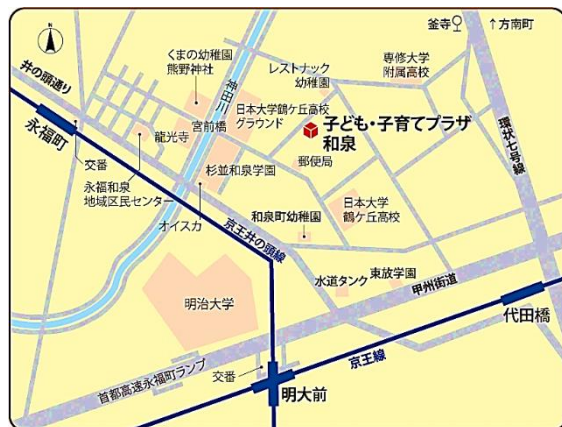 釜寺
↑方南町
くまの幼稚園
熊野神社
レストナック
幼稚園
専修大学
附属高校
井の頭通り
神田川
日本大学鶴ケ丘高校
グラウンド
子ども・子育てプラザ
和泉
環状七号線
永福町
龍光寺
宮前橋
郵便局
交番
杉並和泉学園
永福和泉
地域区民センター
日本大学
鶴ケ丘高校
オイスカ
和泉町幼稚園
京王井の頭線
水道タンク
東放学園
甲州街道
明治大学
代田橋
首都高速永福町ランプ
交番
京王線
明大前